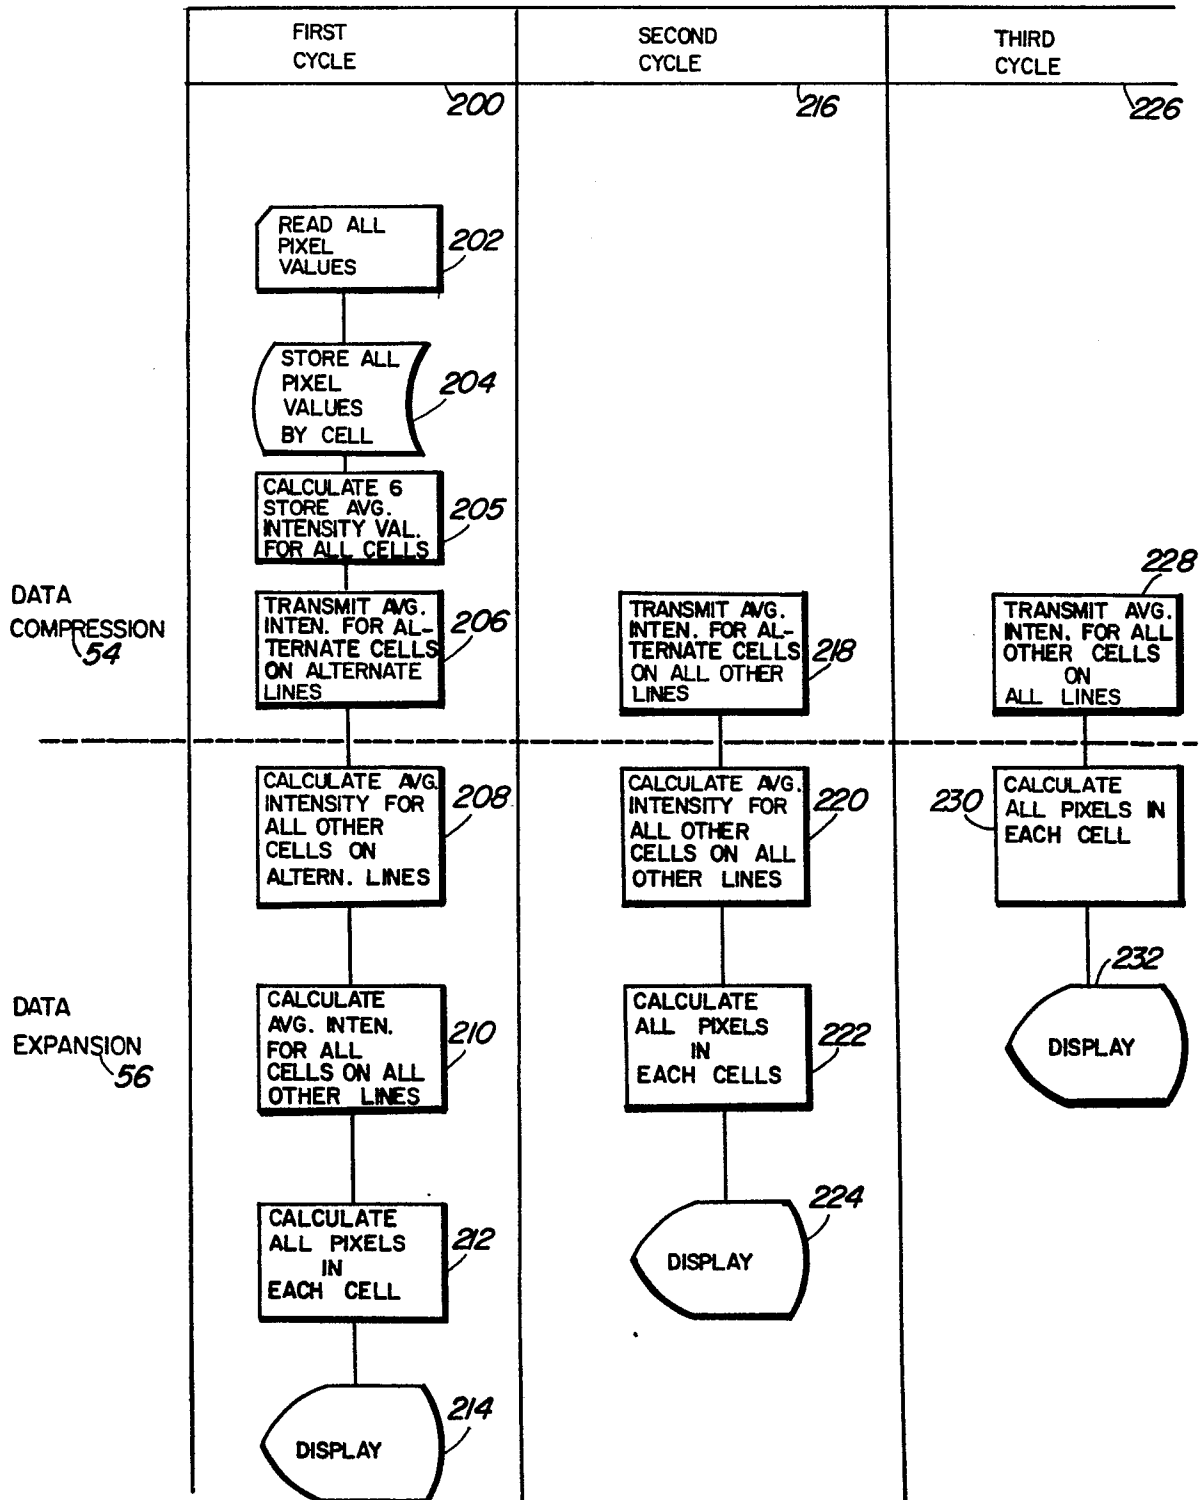 FIRST
CYCLE
200
SECOND
CYCLE
216
THIRD
CYCLE
226
READ ALL
PIXEL
VALUES
202
STORE ALL
PIXEL
VALUES
BY CELL
204
CALCULATE 6
STORE AVG.
INTENSITY VAL.
FOR ALL CELLS
205
DATA
COMPRESSION
54
TRANSMIT AVG.
INTEN. FOR AL-
TERNATE CELLS
ON ALTERNATE
LINES
206
TRANSMIT AVG.
INTEN. FOR AL-
TERNATE CELLS
ON ALL OTHER
LINES
218
228
TRANSMIT AVG.
INTEN. FOR ALL
OTHER CELLS
ON
ALL LINES
CALCULATE AVG.
INTENSITY FOR
ALL OTHER
CELLS ON
ALTERN. LINES
208
CALCULATE AVG.
INTENSITY FOR
ALL OTHER
CELLS ON ALL
OTHER LINES
220
230
CALCULATE
ALL PIXELS IN
EACH CELL
DATA
EXPANSION
56
CALCULATE
AVG. INTEN.
FOR ALL
CELLS ON ALL
OTHER LINES
210
CALCULATE
ALL PIXELS
IN
EACH CELLS
222
232
DISPLAY
CALCULATE
ALL PIXELS
IN
EACH CELL
212
224
DISPLAY
214
DISPLAY